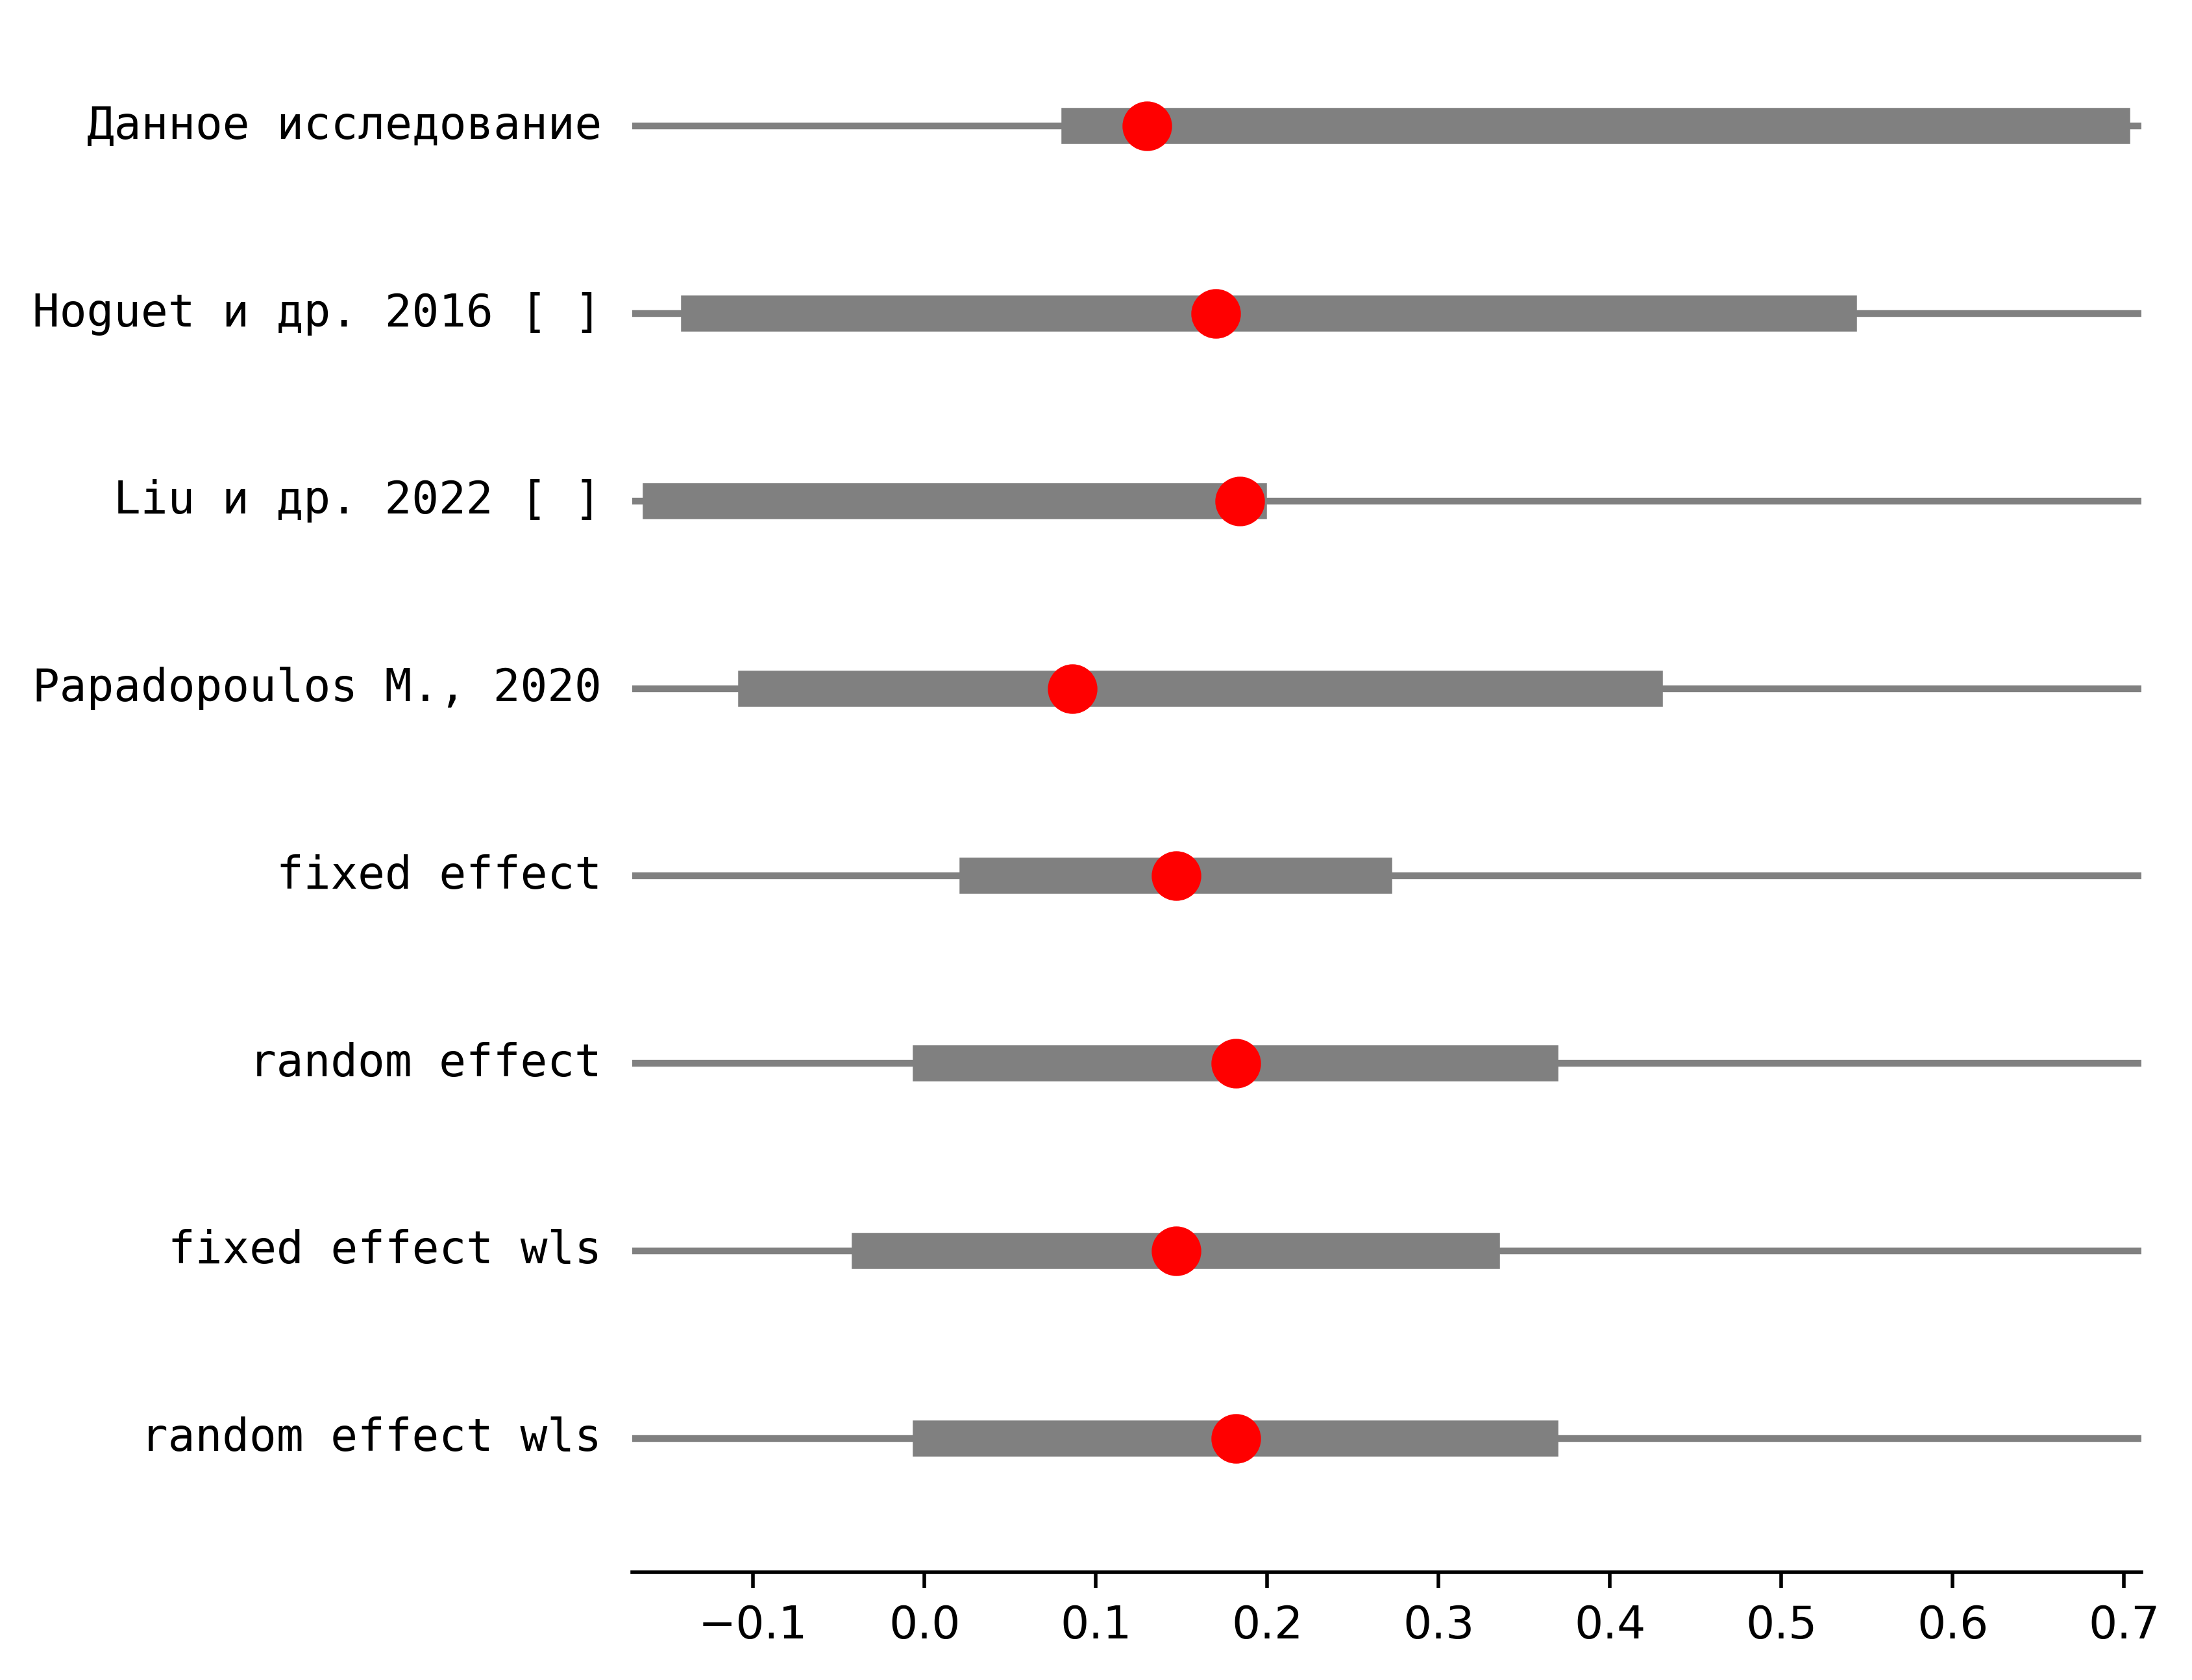 Данное исследование
Hoguet и др. 2016 [ ]
Liu и др. 2022 [ ]
Papadopoulos M., 2020
fixed effect
random effect
fixed effect wls
random effect wls
−0.1 0.0 0.1 0.2 0.3 0.4 0.5 0.6 0.7